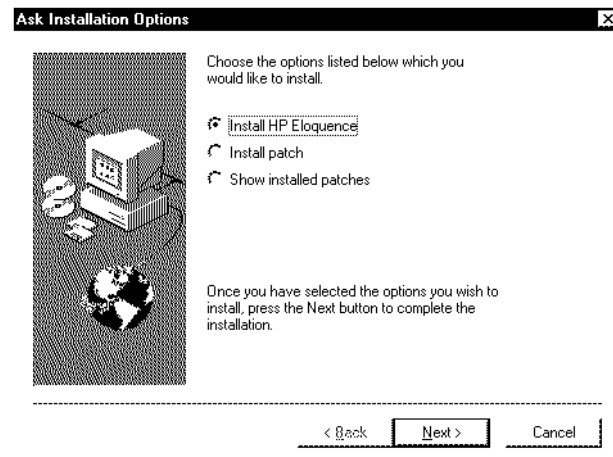 Ask Installation Options
Choose the options listed below which you
would like to install.
Install HP Eloquence
Install patch
Show installed patches
Once you have selected the options you wish to
install, press the Next button to complete the
installation.
< Back Next > Cancel